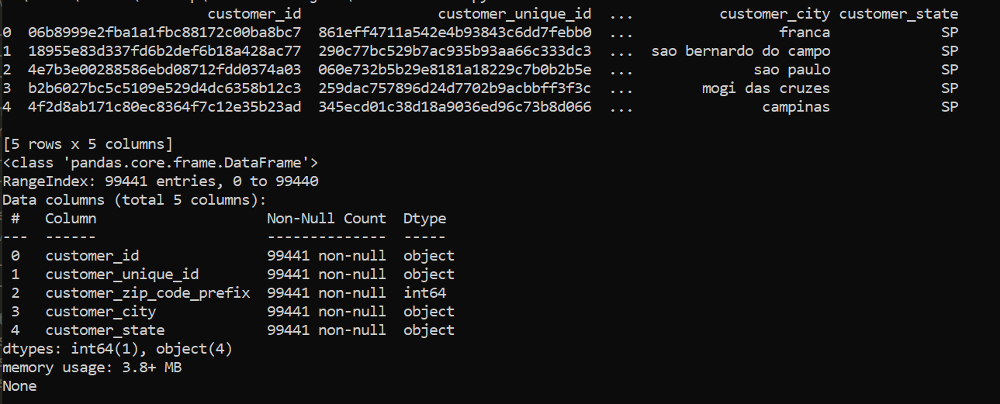 customer_id customer_unique_id ... customer_city customer_state
0 06b8999e2fba1a1fbc88172c00ba8bc7 861eff4711a542e4b93843c6dd7febb0 ... franca SP
1 18955e83d337fd6b2def6b18a428ac77 290c77bc529b7ac935b93aa66c333dc3 ... sao bernardo do campo SP
2 4e7b3e00288586ebd08712fdd0374a03 060e732b5b29e8181a18229c7b0b2b5e ... sao paulo SP
3 b2b6027bc5c5109e529d4dc6358b12c3 259dac757896d24d7702b9acbbff3f3c ... mogi das cruzes SP
4 4f2d8ab171c80ec8364f7c12e35b23ad 345ecd01c38d18a9036ed96c73b8d066 ... campinas SP
[5 rows x 5 columns]
<class 'pandas.core.frame.DataFrame'>
RangeIndex: 99441 entries, 0 to 99440
Data columns (total 5 columns):
# Column Non-Null Count Dtype
--- ------ -------------- -----
0 customer_id 99441 non-null object
1 customer_unique_id 99441 non-null object
2 customer_zip_code_prefix 99441 non-null int64
3 customer_city 99441 non-null object
4 customer_state 99441 non-null object
dtypes: int64(1), object(4)
memory usage: 3.8+ MB
None